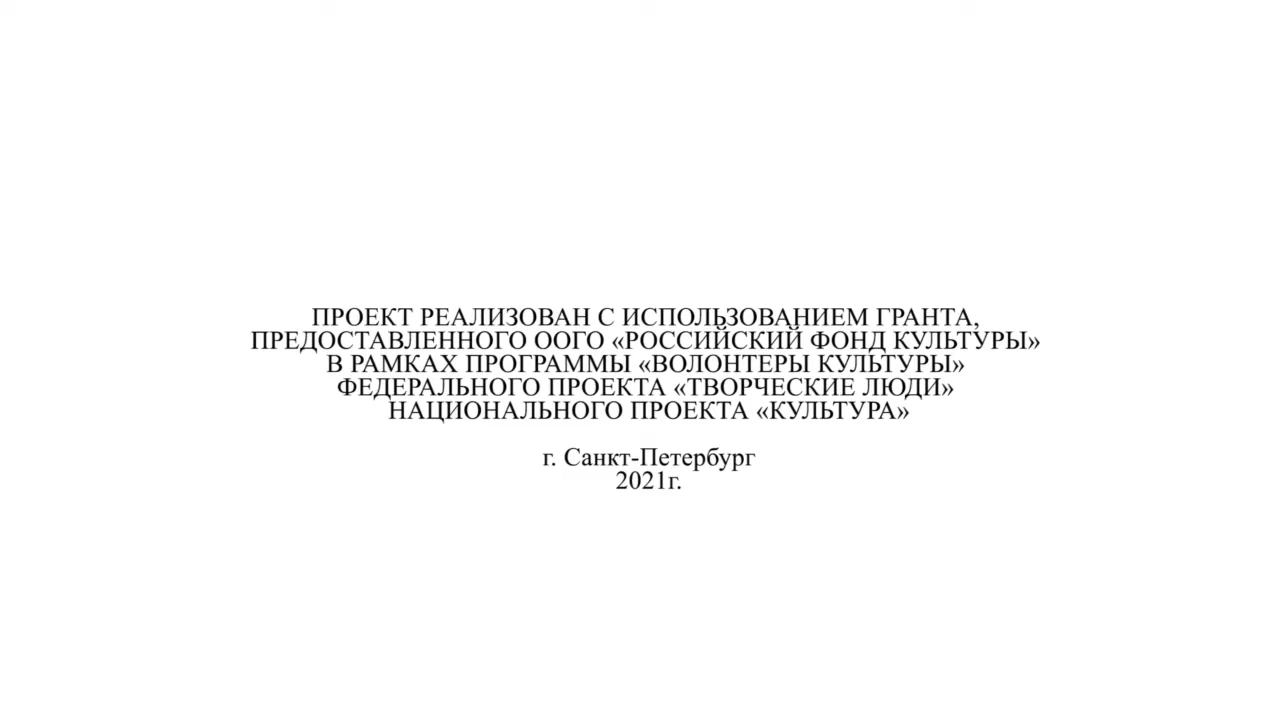 ПРОЕКТ РЕАЛИЗОВАН С ИСПОЛЬЗОВАНИЕМ ГРАНТА,
ПРЕДОСТАВЛЕННОГО ООГО «РОССИЙСКИЙ ФОНД КУЛЬТУРЫ»
В РАМКАХ ПРОГРАММЫ «ВОЛОНТЕРЫ КУЛЬТУРЫ»
ФЕДЕРАЛЬНОГО ПРОЕКТА «ТВОРЧЕСКИЕ ЛЮДИ»
НАЦИОНАЛЬНОГО ПРОЕКТА «КУЛЬТУРА»
г. Санкт-Петербург
2021г.